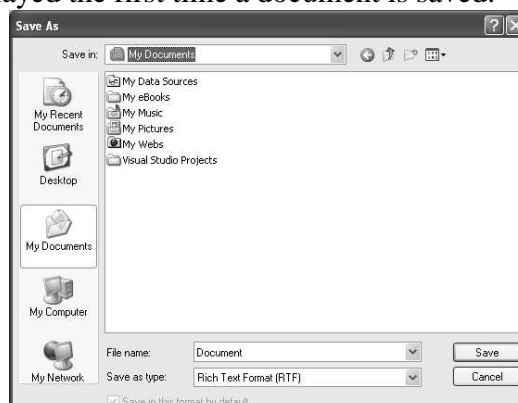 ayed the first time a document is saved.
Save As
Save in:
My Documents
My Data Sources
My eBooks
My Music
My Pictures
My Webs
Visual Studio Projects
My Recent
Documents
Desktop
My Documents
My Computer
My Network
File name:
Document
Save
Save as type:
Rich Text Format (RTF)
Cancel
Save in this format by default